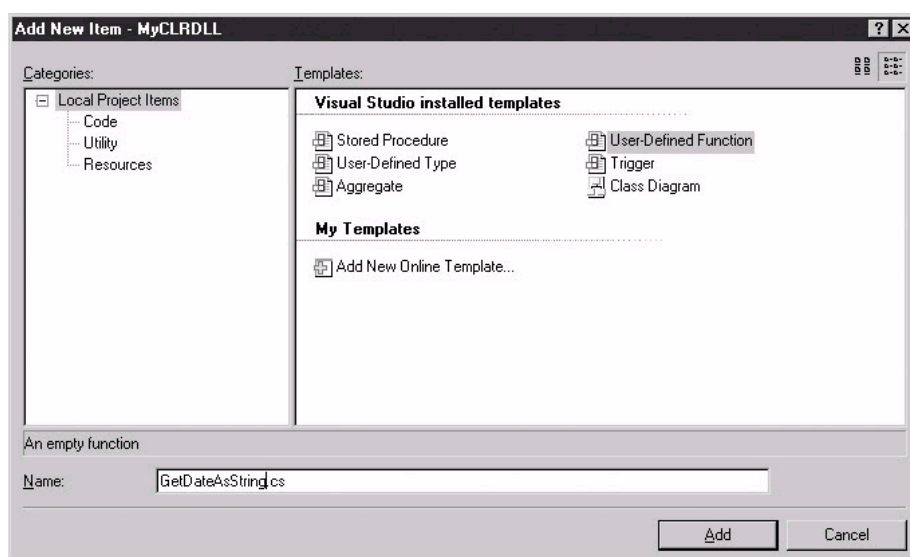 Add New Item - MyCLRDLL
Categories:
Templates:
Local Project Items
Code
Utility
Resources
Visual Studio installed templates
Stored Procedure
User-Defined Function
User-Defined Type
Trigger
Aggregate
Class Diagram
My Templates
Add New Online Template...
An empty function
Name:
GetDateAsString.cs
Add
Cancel